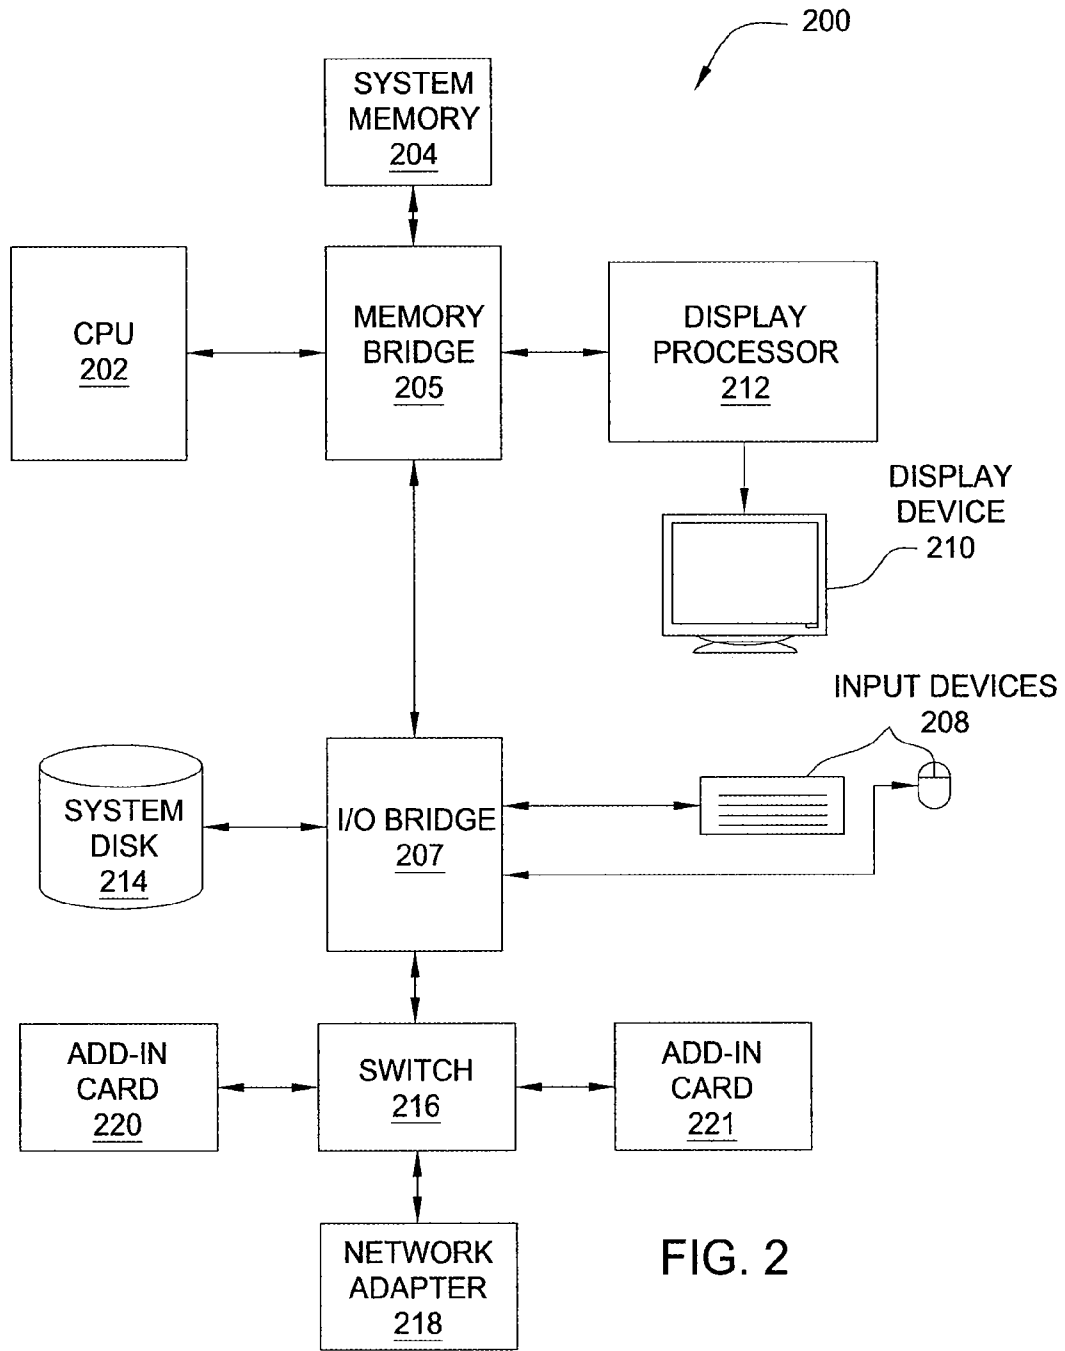 200
SYSTEM
MEMORY
204
CPU
202
MEMORY
BRIDGE
205
DISPLAY
PROCESSOR
212
DISPLAY
DEVICE
210
INPUT DEVICES
208
SYSTEM
DISK
214
I/O BRIDGE
207
ADD-IN
CARD
220
SWITCH
216
ADD-IN
CARD
221
NETWORK
ADAPTER
218
FIG. 2